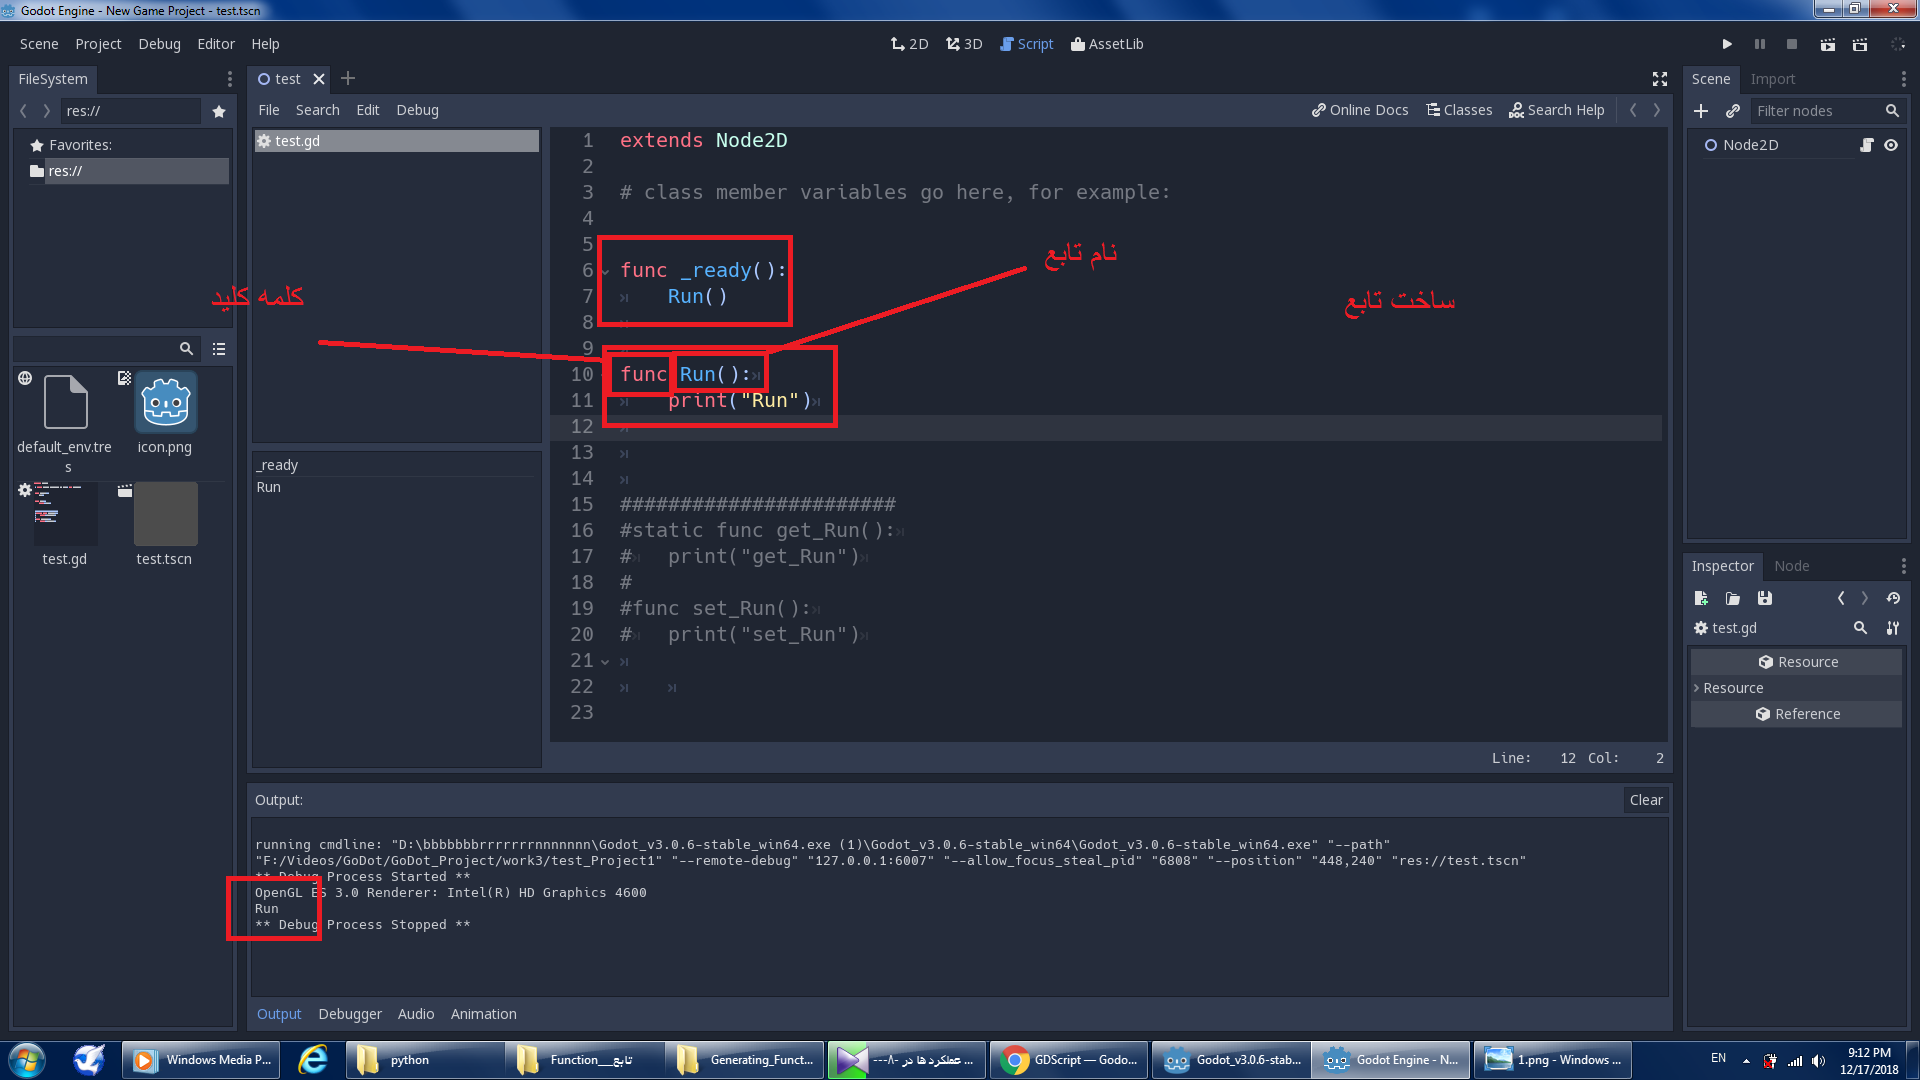 Godot Engine - New Game Project - test.tscn
Scene Project Debug Editor Help
2D 3D Script AssetLib
FileSystem
res://
Favorites:
res://
default_env.tre
s
icon.png
test.gd
test.tscn
test
File Search Edit Debug
Online Docs Classes Search Help
test.gd
_ready
Run
1 extends Node2D
2
3 # class member variables go here, for example:
4
5
6 func _ready():
7 Run()
8
9
10 func Run():
11 print("Run")
12
13
14
15 #######################
16 #static func get_Run():
17 # print("get_Run")
18 #
19 #func set_Run():
20 # print("set_Run")
21
22
23
کلمه کلید
نام تابع
ساخت تابع
Line: 12 Col: 2
Output:
Clear
running cmdline: "D:\bbbbbbbrrrrrrrnnnnnnn\Godot_v3.0.6-stable_win64.exe (1)\Godot_v3.0.6-stable_win64\Godot_v3.0.6-stable_win64.exe" "--path"
"F:/Videos/GoDot/GoDot_Project/work3/test_Project1" "--remote-debug" "127.0.0.1:6007" "--allow_focus_steal_pid" "6808" "--position" "448,240" "res://test.tscn"
** Debug Process Started **
OpenGL ES 3.0 Renderer: Intel(R) HD Graphics 4600
Run
** Debug Process Stopped **
Output Debugger Audio Animation
Scene Import
Filter nodes
Node2D
Inspector Node
test.gd
Resource
Resource
Reference
Windows Media P...
python
Function__تابع
Generating_Funct...
عملکرد ها در -۸---
GDScript — Godo...
Godot_v3.0.6-stab...
Godot Engine - N...
1.png - Windows ...
EN
9:12 PM
12/17/2018